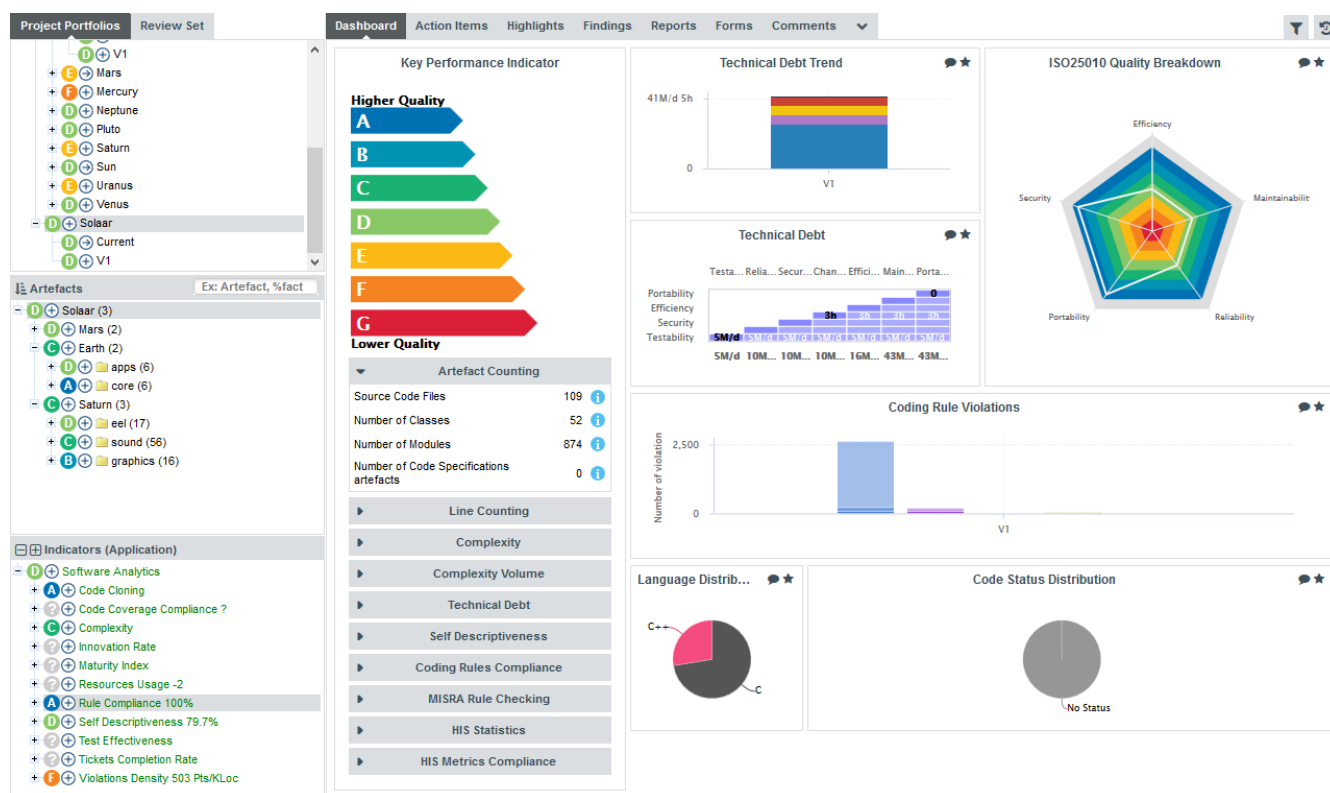 Project Portfolios
Review Set
D V1
E Mars
F Mercury
D Neptune
D Pluto
E Saturn
D Sun
E Uranus
D Venus
D Solaar
D Current
D V1
Artefacts
Ex: Artefact, %fact
D Solaar (3)
D Mars (2)
C Earth (2)
D apps (6)
A core (6)
C Saturn (3)
D eel (17)
C sound (56)
B graphics (16)
Indicators (Application)
D Software Analytics
A Code Cloning
? Code Coverage Compliance ?
C Complexity
? Innovation Rate
? Maturity Index
? Resources Usage -2
A Rule Compliance 100%
D Self Descriptiveness 79.7%
? Test Effectiveness
? Tickets Completion Rate
F Violations Density 503 Pts/KLoc
Dashboard
Action Items
Highlights
Findings
Reports
Forms
Comments
Key Performance Indicator
Higher Quality
A
B
C
D
E
F
G
Lower Quality
Artefact Counting
Source Code Files 109
Number of Classes 52
Number of Modules 874
Number of Code Specifications
artefacts 0
Line Counting
Complexity
Complexity Volume
Technical Debt
Self Descriptiveness
Coding Rules Compliance
MISRA Rule Checking
HIS Statistics
HIS Metrics Compliance
Technical Debt Trend
41M/d 5h
0
V1
Technical Debt
Testa... Relia... Secur... Chan... Effici... Main... Porta...
Portability 0
Efficiency 3h 3h 3h
Security
Testability 5M/d 5M/d 5M/d 5M/d 5M/d 5M/d 5M/d
5M/d 10M... 10M... 10M... 16M... 43M... 43M...
ISO25010 Quality Breakdown
Efficiency
Security
Maintainabilit
Portability
Reliability
Coding Rule Violations
Number of violation
2,500
0
V1
Language Distrib...
C++
C
Code Status Distribution
No Status